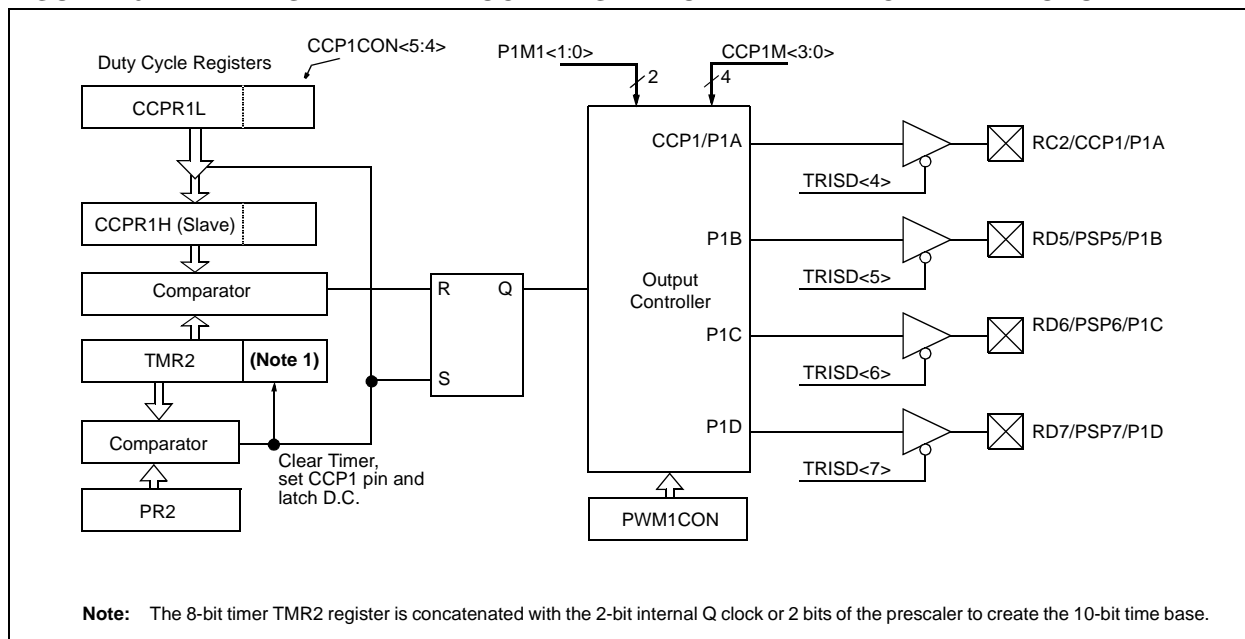 CCP1CON<5:4>
Duty Cycle Registers
CCPR1L
CCPR1H (Slave)
Comparator
TMR2
(Note 1)
Comparator
PR2
Clear Timer,
set CCP1 pin and
latch D.C.
R
Q
S
P1M1<1:0>
2
CCP1M<3:0>
4
Output
Controller
CCP1/P1A
P1B
P1C
P1D
PWM1CON
TRISD<4>
RC2/CCP1/P1A
TRISD<5>
RD5/PSP5/P1B
TRISD<6>
RD6/PSP6/P1C
TRISD<7>
RD7/PSP7/P1D
Note: The 8-bit timer TMR2 register is concatenated with the 2-bit internal Q clock or 2 bits of the prescaler to create the 10-bit time base.